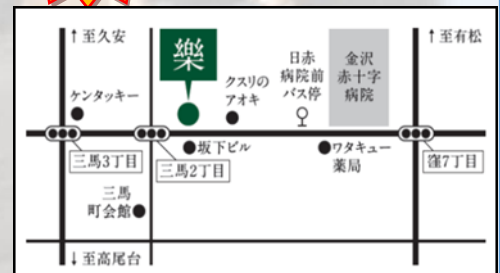 ↑至久安
樂
日赤
病院前
バス停
金沢
赤十字
病院
↑至有松
ケンタッキー
クスリの
アオキ
坂下ビル
ワタキュー
薬局
三馬3丁目
三馬2丁目
窪7丁目
三馬
町会館
↓至高尾台